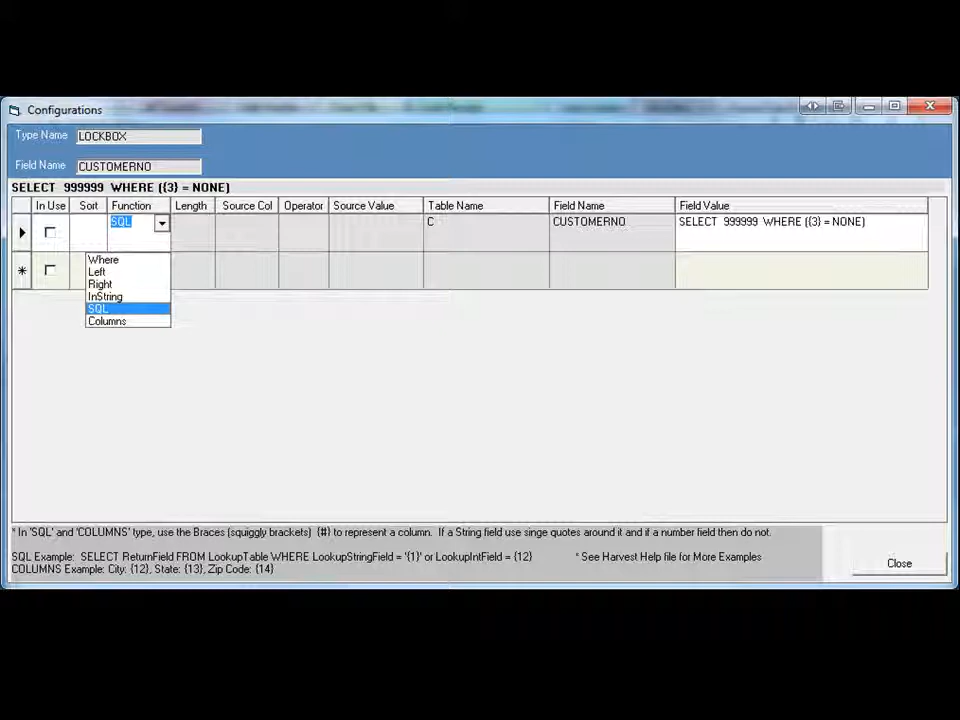 Configurations
Type Name LOCKBOX
Field Name CUSTOMERNO
SELECT 999999 WHERE ({3} = NONE)
In Use Sort Function Length Source Col Operator Source Value Table Name Field Name Field Value
SQL C CUSTOMERNO SELECT 999999 WHERE ({3} = NONE)
Where
Left
Right
InString
SQL
Columns
* In 'SQL' and 'COLUMNS' type, use the Braces (squiggly brackets) {#} to represent a column. If a String field use singe quotes around it and if a number field then do not.
SQL Example: SELECT ReturnField FROM LookupTable WHERE LookupStringField = '{1}' or LookupIntField = {12} * See Harvest Help file for More Examples
COLUMNS Example: City: {12}, State: {13}, Zip Code: {14}
Close